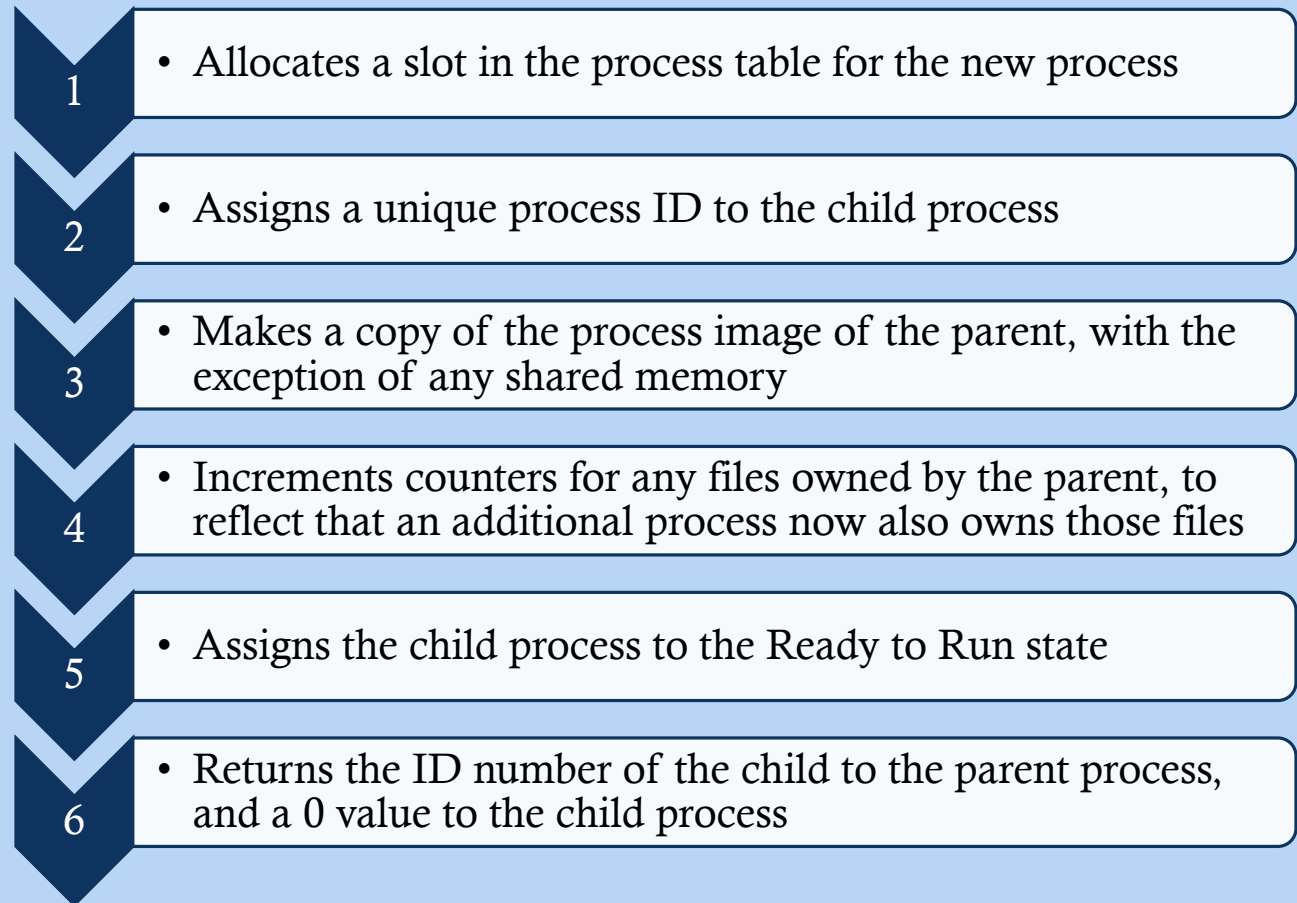 1
• Allocates a slot in the process table for the new process
2
• Assigns a unique process ID to the child process
3
• Makes a copy of the process image of the parent, with the
exception of any shared memory
4
• Increments counters for any files owned by the parent, to
reflect that an additional process now also owns those files
5
• Assigns the child process to the Ready to Run state
6
• Returns the ID number of the child to the parent process,
and a 0 value to the child process